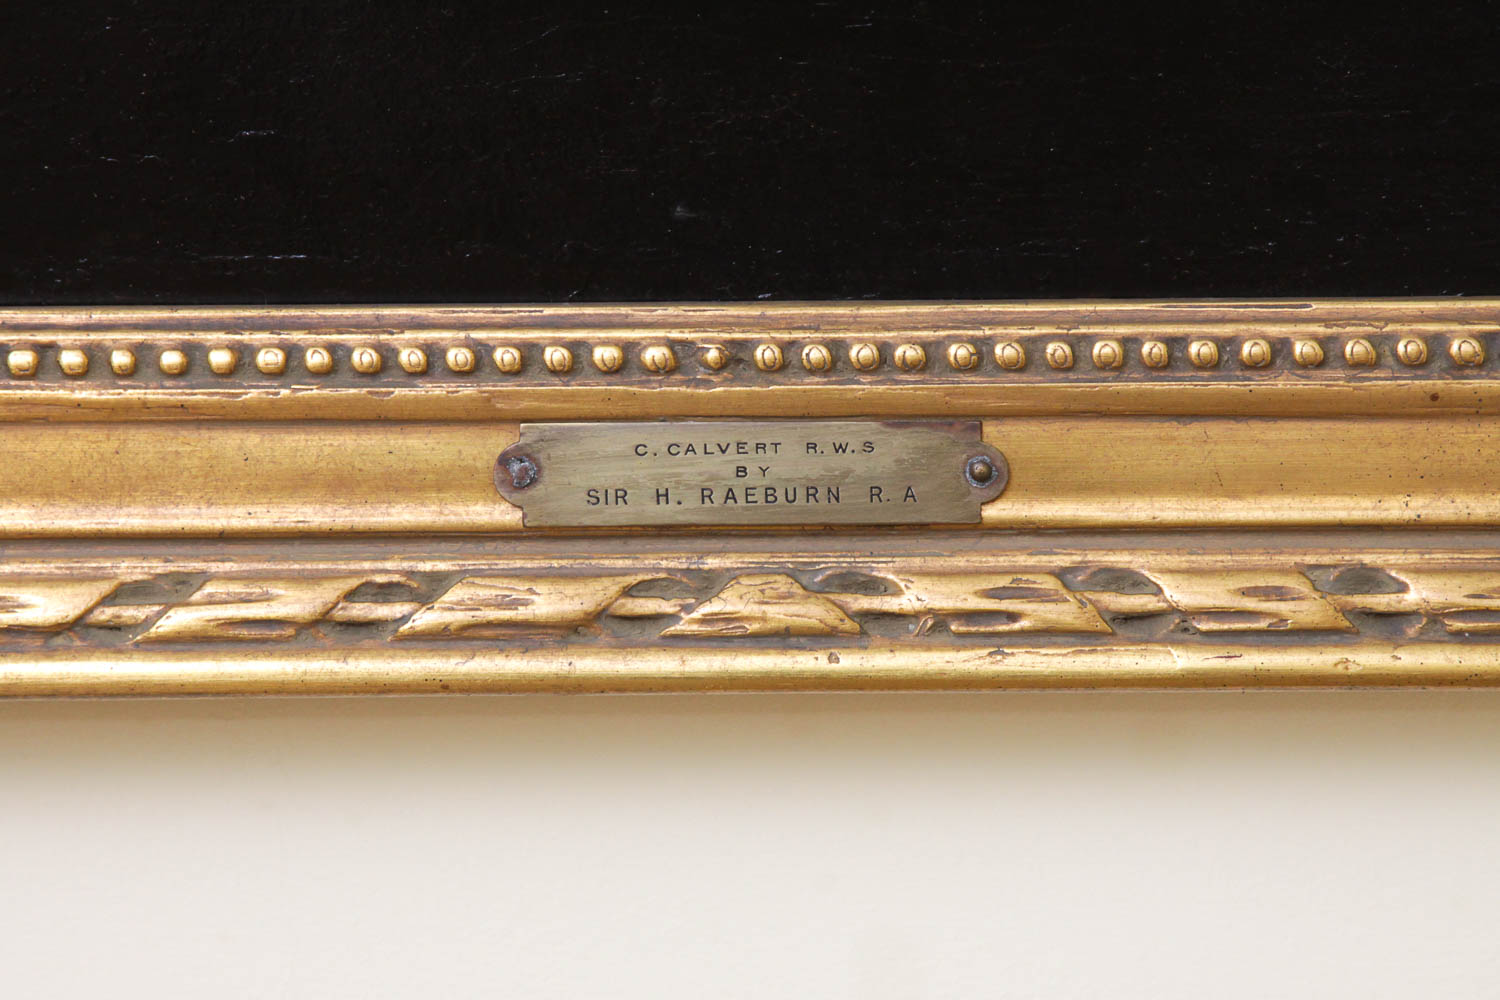 C. CALVERT R.W.S
BY
SIR H. RAEBURN R.A